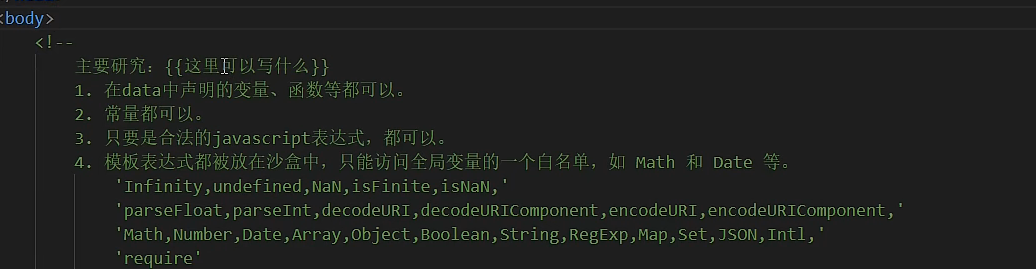 <body>
<!--
主要研究：{{这里可以写什么}}
1. 在data中声明的变量、函数等都可以。
2. 常量都可以。
3. 只要是合法的javascript表达式，都可以。
4. 模板表达式都被放在沙盒中，只能访问全局变量的一个白名单，如 Math 和 Date 等。
'Infinity,undefined,NaN,isFinite,isNaN,'
'parseFloat,parseInt,decodeURI,decodeURIComponent,encodeURI,encodeURIComponent,'
'Math,Number,Date,Array,Object,Boolean,String,RegExp,Map,Set,JSON,Intl,'
'require'